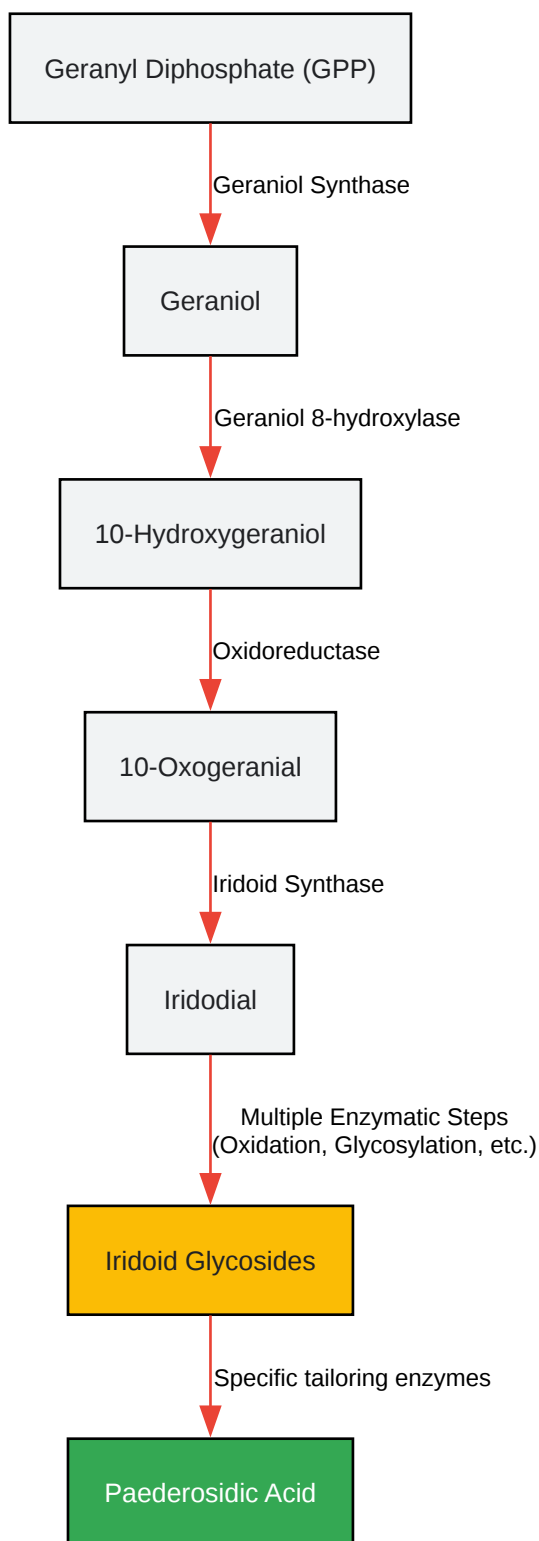 Geranyl Diphosphate (GPP)
Geraniol Synthase
Geraniol
Geraniol 8-hydroxylase
10-Hydroxygeraniol
Oxidoreductase
10-Oxogeranial
Iridoid Synthase
Iridodial
Multiple Enzymatic Steps
(Oxidation, Glycosylation, etc.)
Iridoid Glycosides
Specific tailoring enzymes
Paederosidic Acid